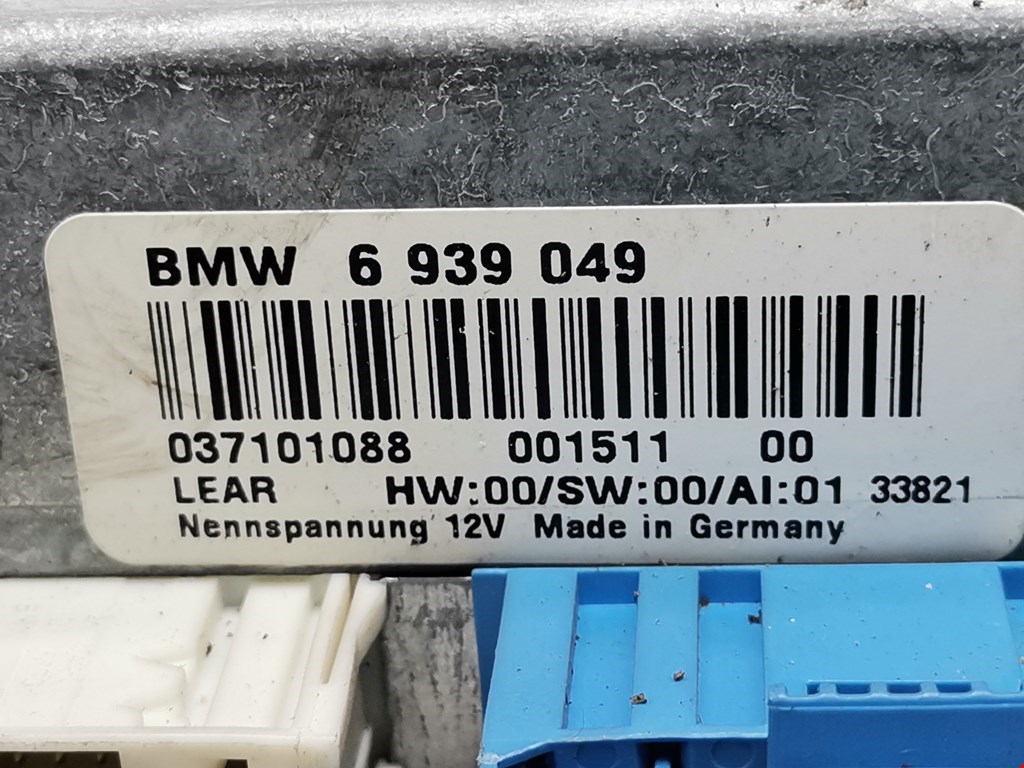 BMW 6 939 049
037101088 001511 00
LEAR HW:00/SW:00/AI:01 33821
Nennspannung 12V Made in Germany